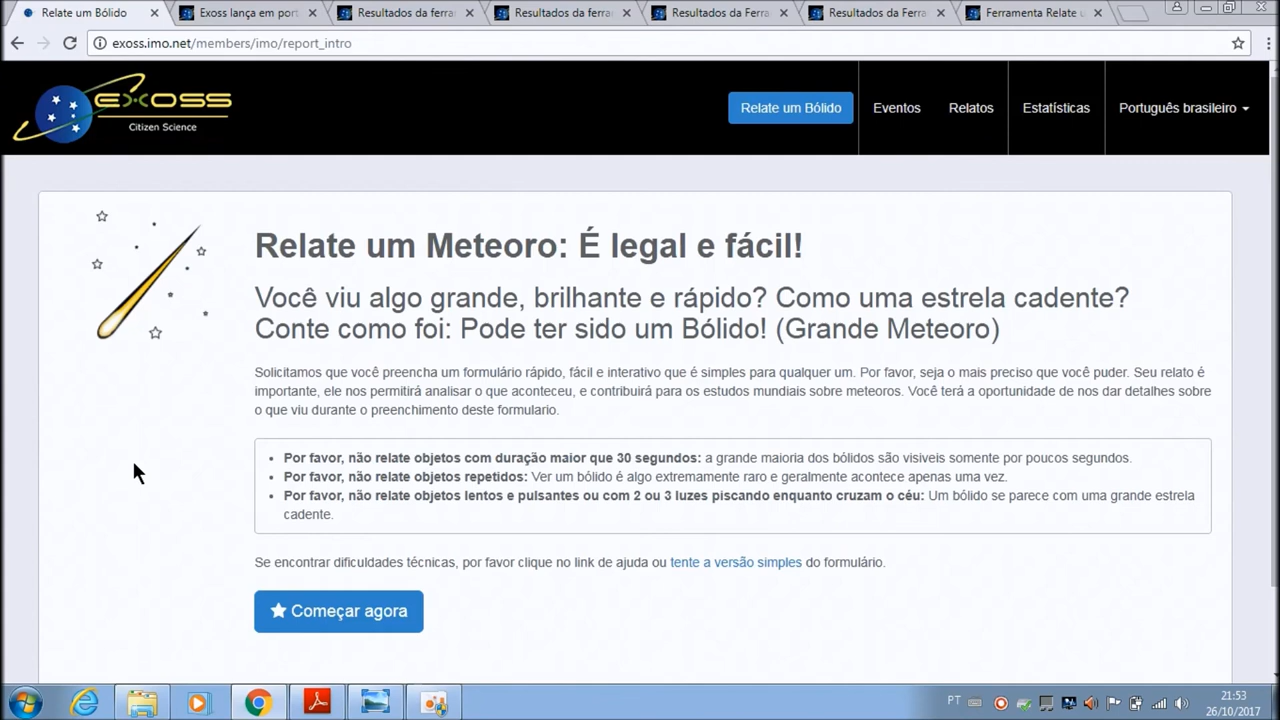 Relate um Bólido
Exoss lança em port
Resultados da ferra
Resultados da ferra
Resultados da Ferra
Resultados da Ferra
Ferramenta Relate u
exoss.imo.net/members/imo/report_intro
EXOSS
Citizen Science
Relate um Bólido
Eventos
Relatos
Estatísticas
Português brasileiro
Relate um Meteoro: É legal e fácil!
Você viu algo grande, brilhante e rápido? Como uma estrela cadente?
Conte como foi: Pode ter sido um Bólido! (Grande Meteoro)
Solicitamos que você preencha um formulário rápido, fácil e interativo que é simples para qualquer um. Por favor, seja o mais preciso que você puder. Seu relato é
importante, ele nos permitirá analisar o que aconteceu, e contribuirá para os estudos mundiais sobre meteoros. Você terá a oportunidade de nos dar detalhes sobre
o que viu durante o preenchimento deste formulario.
Por favor, não relate objetos com duração maior que 30 segundos: a grande maioria dos bólidos são visiveis somente por poucos segundos.
Por favor, não relate objetos repetidos: Ver um bólido é algo extremamente raro e geralmente acontece apenas uma vez.
Por favor, não relate objetos lentos e pulsantes ou com 2 ou 3 luzes piscando enquanto cruzam o céu: Um bólido se parece com uma grande estrela
cadente.
Se encontrar dificuldades técnicas, por favor clique no link de ajuda ou tente a versão simples do formulário.
Começar agora
PT
21:53
26/10/2017